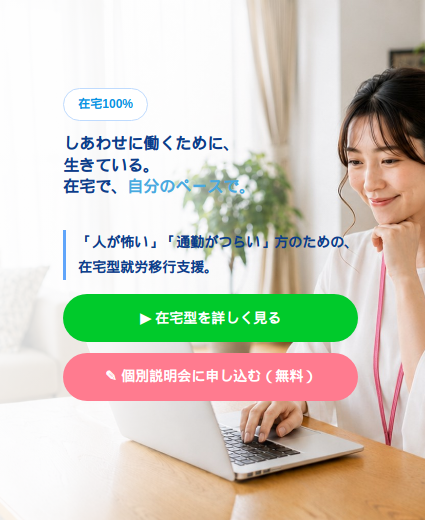 在宅100%
しあわせに働くために、
生きている。
在宅で、自分のペースで。
「人が怖い」「通勤がつらい」方のための、
在宅型就労移行支援。
▶ 在宅型を詳しく見る
✎ 個別説明会に申し込む（無料）